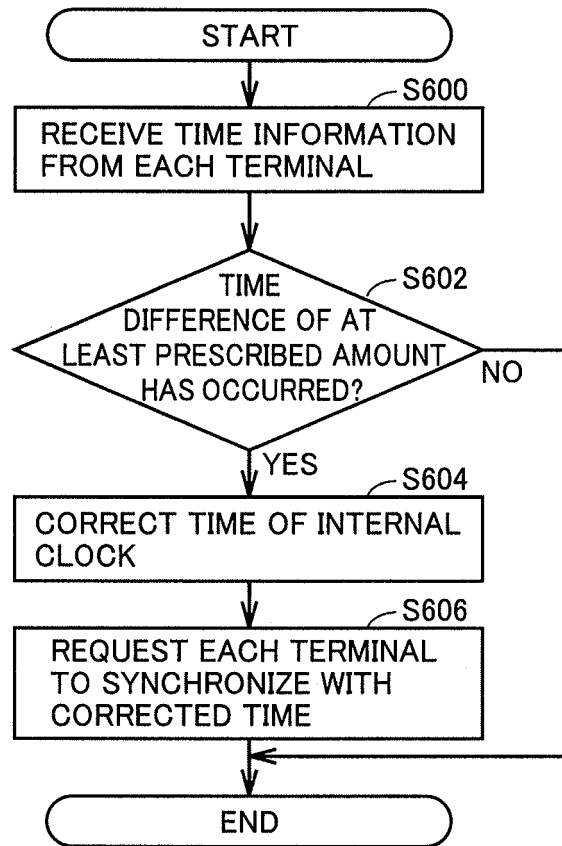 START
S600
RECEIVE TIME INFORMATION
FROM EACH TERMINAL
S602
TIME
DIFFERENCE OF AT
LEAST PRESCRIBED AMOUNT
HAS OCCURRED?
NO
YES
S604
CORRECT TIME OF INTERNAL
CLOCK
S606
REQUEST EACH TERMINAL
TO SYNCHRONIZE WITH
CORRECTED TIME
END